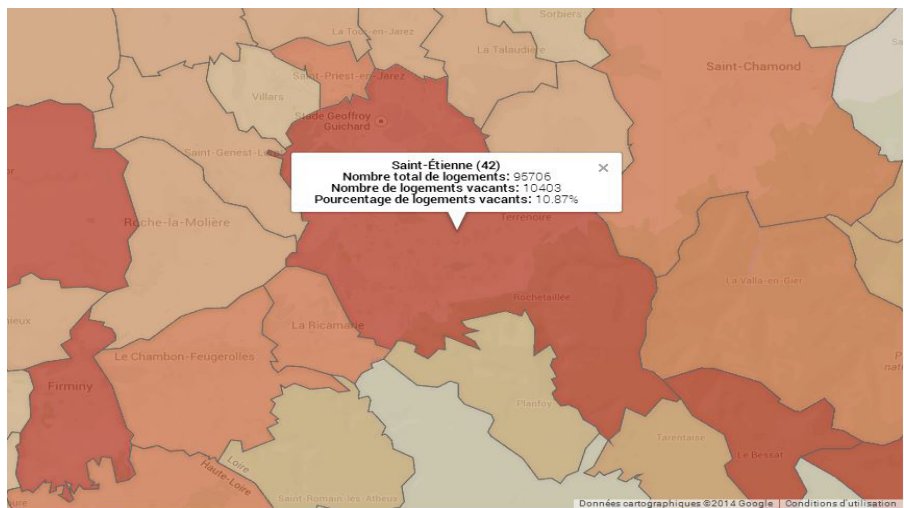 Sorbiers
La Tour-en-Jarez
La Talaudière
Saint-Chamond
Saint-Priest-en-Jarez
Villars
Stade Geoffroy
Guichard
Saint-Genest-L
Saint-Étienne (42)
Nombre total de logements: 95706
Nombre de logements vacants: 10403
Pourcentage de logements vacants: 10.87%
×
Roche-la-Molière
Terrenoire
La Valla-en-Gier
Rochetaillée
La Ricamarie
Le Chambon-Feugerolles
Firminy
Planfoy
Tarentaise
Le Bessat
Loire
Haute-Loire
Saint-Romain-les-Atheux
Données cartographiques ©2014 Google
Conditions d'utilisation